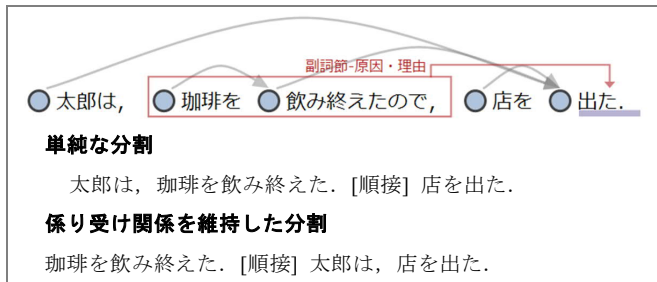 副詞節-原因・理由
太郎は, 珈琲を 飲み終えたので, 店を 出た.
単純な分割
太郎は，珈琲を飲み終えた．[順接] 店を出た．
係り受け関係を維持した分割
珈琲を飲み終えた．[順接] 太郎は，店を出た．